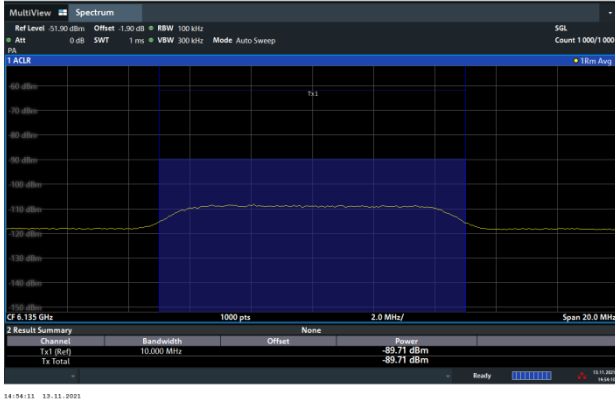 MultiView Spectrum
Ref Level -51.90 dBm Offset -1.90 dB RBW 100 kHz SGL
Att 0 dB SWT 1 ms VBW 300 kHz Mode Auto Sweep Count 1000/1000
PA
1 ACLR 1Rm Avg
Tx1
-60 dBm
-70 dBm
-80 dBm
-90 dBm
-100 dBm
-110 dBm
-120 dBm
-130 dBm
-140 dBm
-150 dBm
CF 6.135 GHz 1000 pts 2.0 MHz/ Span 20.0 MHz
2 Result Summary None
Channel Bandwidth Offset Power
Tx1 (Ref) 10.000 MHz -89.71 dBm
Tx Total -89.71 dBm
Ready 13.11.2021
14:54:11 13.11.2021